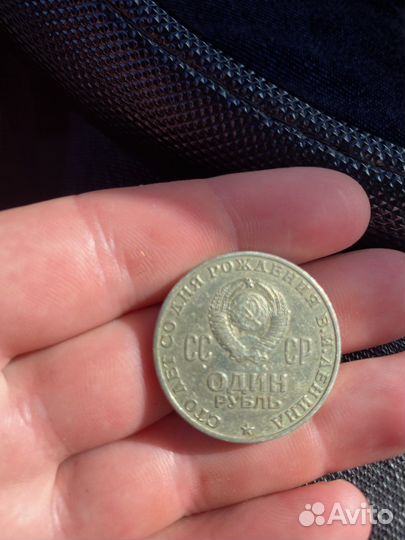 СТО ЛЕТ СО ДНЯ РОЖДЕНИЯ В.И.ЛЕНИНА
СС СР
ОДИН
РУБЛЬ
Avito